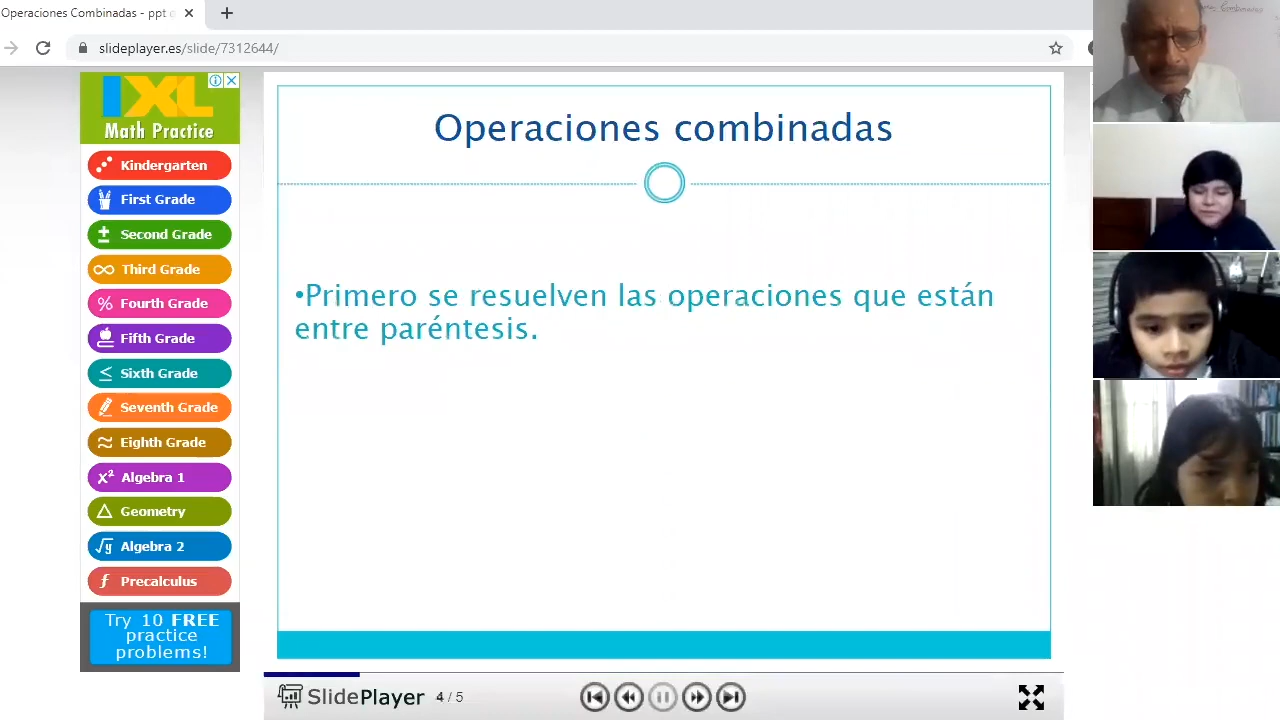 Operaciones Combinadas - ppt
slideplayer.es/slide/7312644/
IXL
Math Practice
Kindergarten
First Grade
Second Grade
Third Grade
Fourth Grade
Fifth Grade
Sixth Grade
Seventh Grade
Eighth Grade
Algebra 1
Geometry
Algebra 2
Precalculus
Try 10 FREE
practice
problems!
Operaciones combinadas
•Primero se resuelven las operaciones que están
entre paréntesis.
SlidePlayer 4 / 5